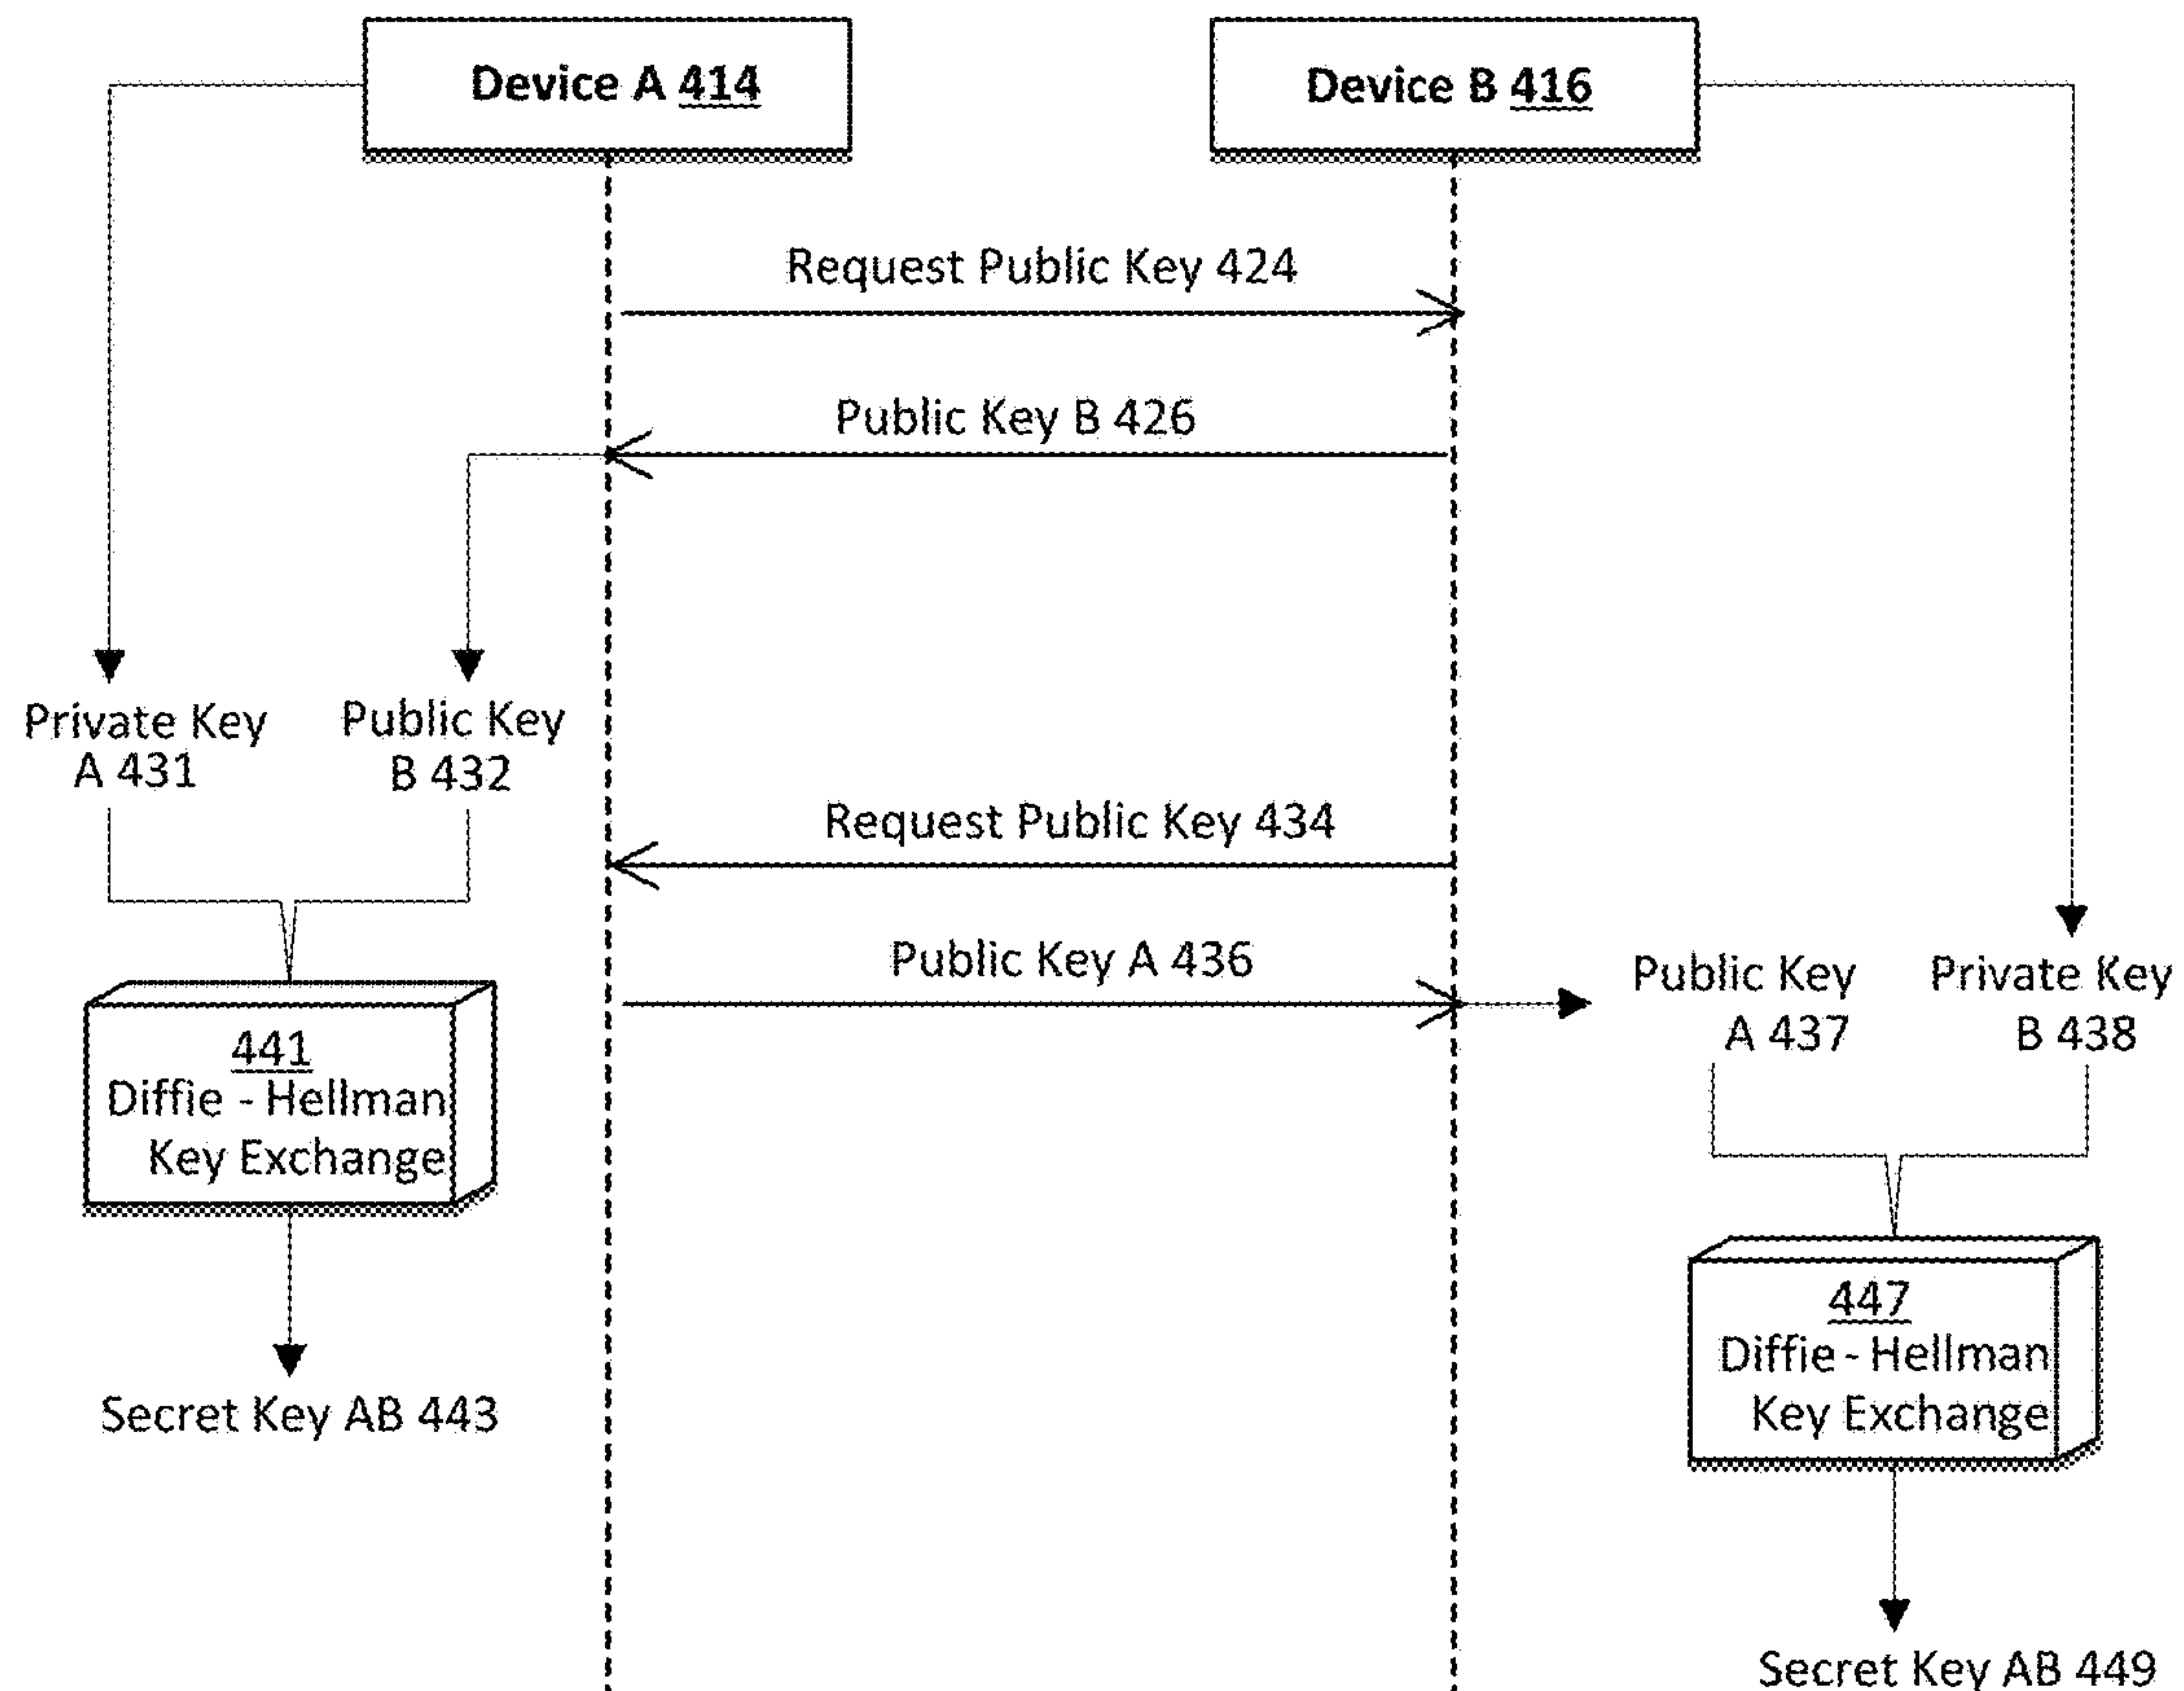 Device A 414
Device B 416
Request Public Key 424
Public Key B 426
Private Key
A 431
Public Key
B 432
Request Public Key 434
Public Key A 436
Public Key
A 437
Private Key
B 438
441
Diffie - Hellman
Key Exchange
447
Diffie - Hellman
Key Exchange
Secret Key AB 443
Secret Key AB 449